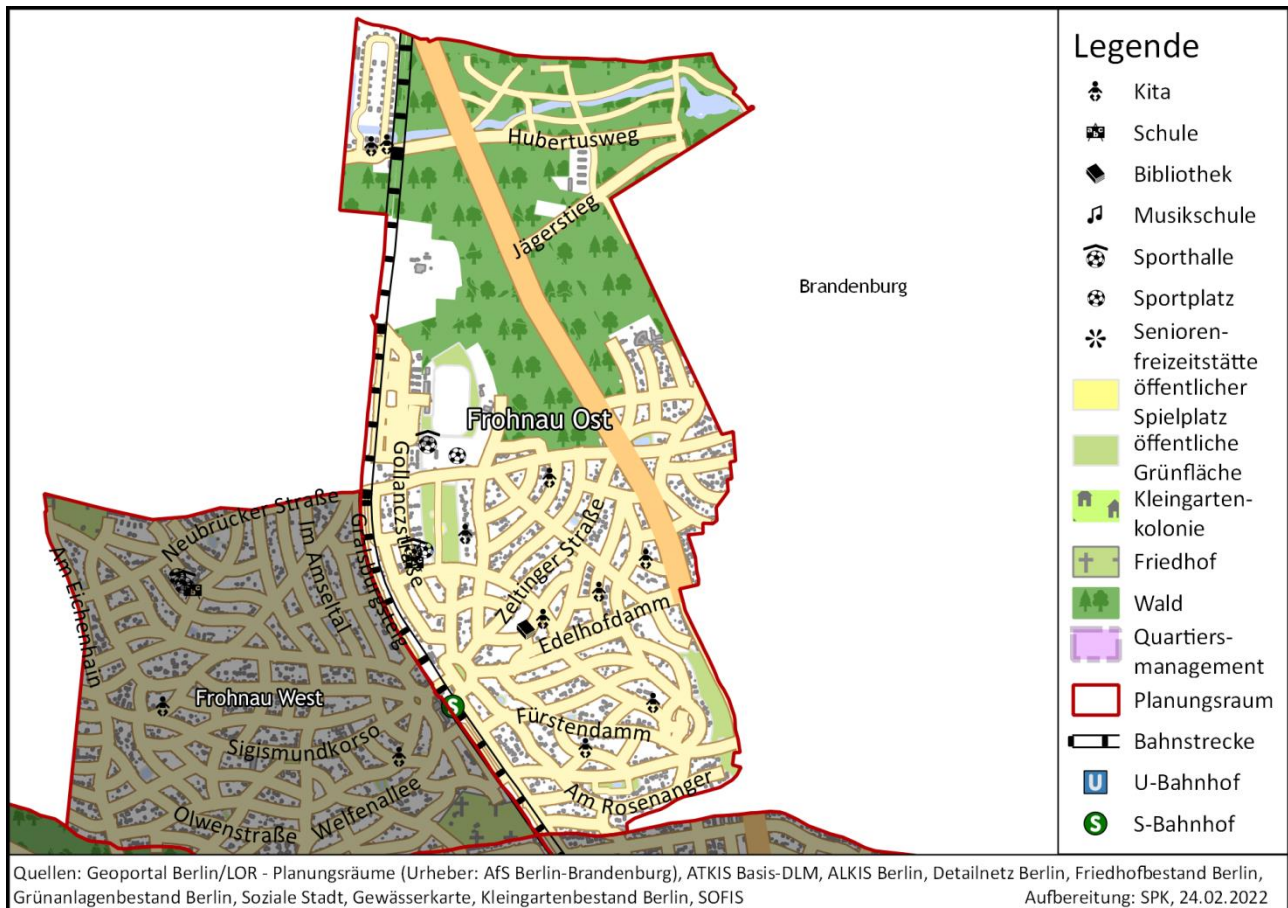 Hubertusweg
Jägerstieg
Brandenburg
Frohnau Ost
Gollanczstraße
Neubrücker Straße
Im Amseltal
Gralsburgsteig
Am Eichenhain
Zeltinger Straße
Edelhofdamm
Frohnau West
S
Fürstendamm
Sigismundkorso
Am Rosenanger
Olwenstraße
Welfenallee
Legende
Kita
Schule
Bibliothek
Musikschule
Sporthalle
Sportplatz
Senioren-
freizeitstätte
öffentlicher
Spielplatz
öffentliche
Grünfläche
Kleingarten-
kolonie
Friedhof
Wald
Quartiers-
management
Planungsraum
Bahnstrecke
U U-Bahnhof
S S-Bahnhof
Quellen: Geoportal Berlin/LOR - Planungsräume (Urheber: AfS Berlin-Brandenburg), ATKIS Basis-DLM, ALKIS Berlin, Detailnetz Berlin, Friedhofbestand Berlin,
Grünanlagenbestand Berlin, Soziale Stadt, Gewässerkarte, Kleingartenbestand Berlin, SOFIS Aufbereitung: SPK, 24.02.2022